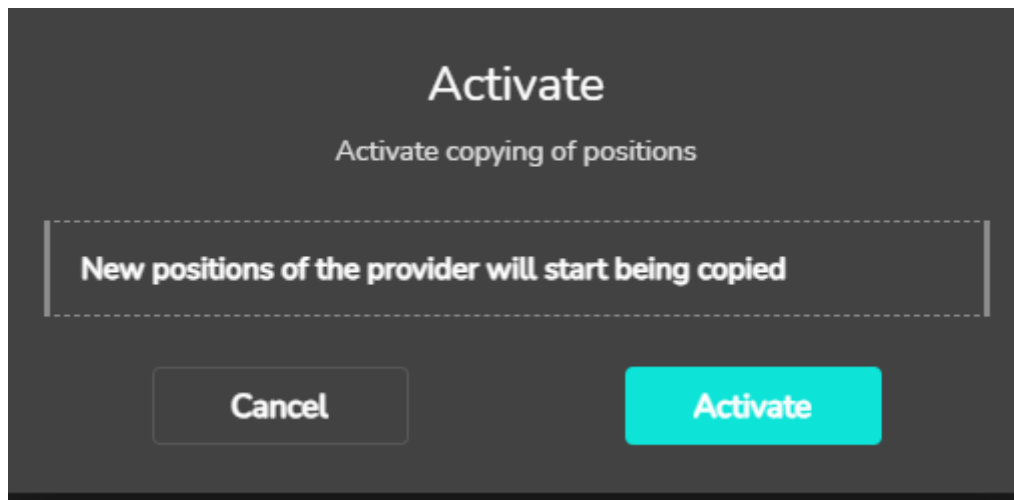 Activate
Activate copying of positions
New positions of the provider will start being copied
Cancel
Activate